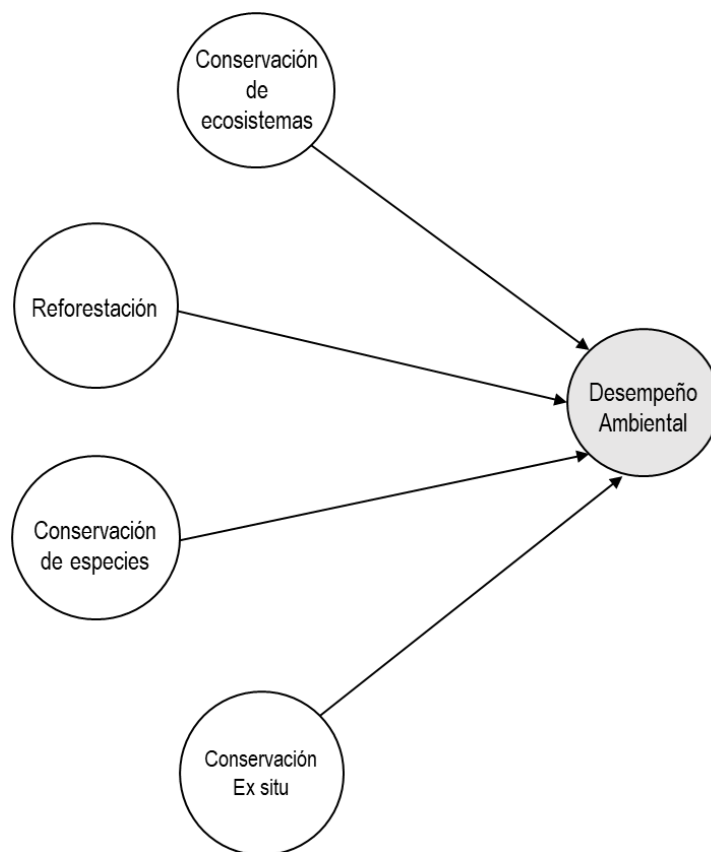 Conservación
de
ecosistemas
Reforestación
Desempeño
Ambiental
Conservación
de especies
Conservación
Ex situ